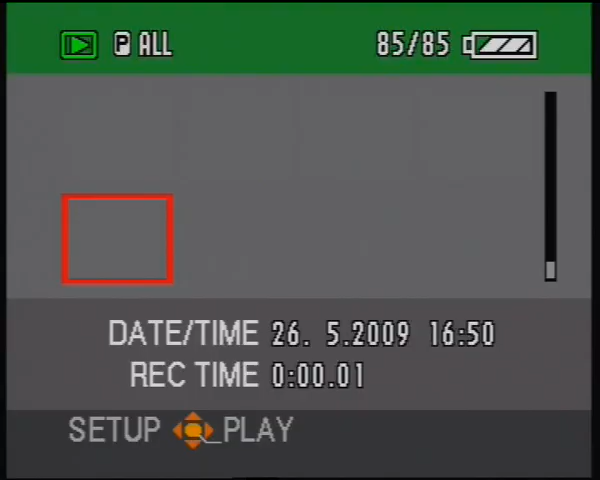 P ALL 85/85
DATE/TIME 26. 5.2009 16:50
REC TIME 0:00.01
SETUP PLAY